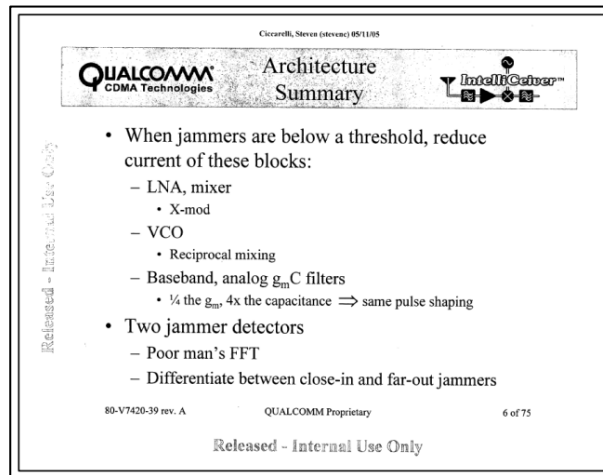 Ciccarelli, Steven (stevenc) 05/11/05
QUALCOMM®
CDMA Technologies
Architecture
Summary
IntelliCeiver™
Released - Internal Use Only
• When jammers are below a threshold, reduce
current of these blocks:
– LNA, mixer
• X-mod
– VCO
• Reciprocal mixing
– Baseband, analog gmC filters
• ¼ the gm, 4x the capacitance ⇒ same pulse shaping
• Two jammer detectors
– Poor man's FFT
– Differentiate between close-in and far-out jammers
80-V7420-39 rev. A QUALCOMM Proprietary 6 of 75
Released - Internal Use Only